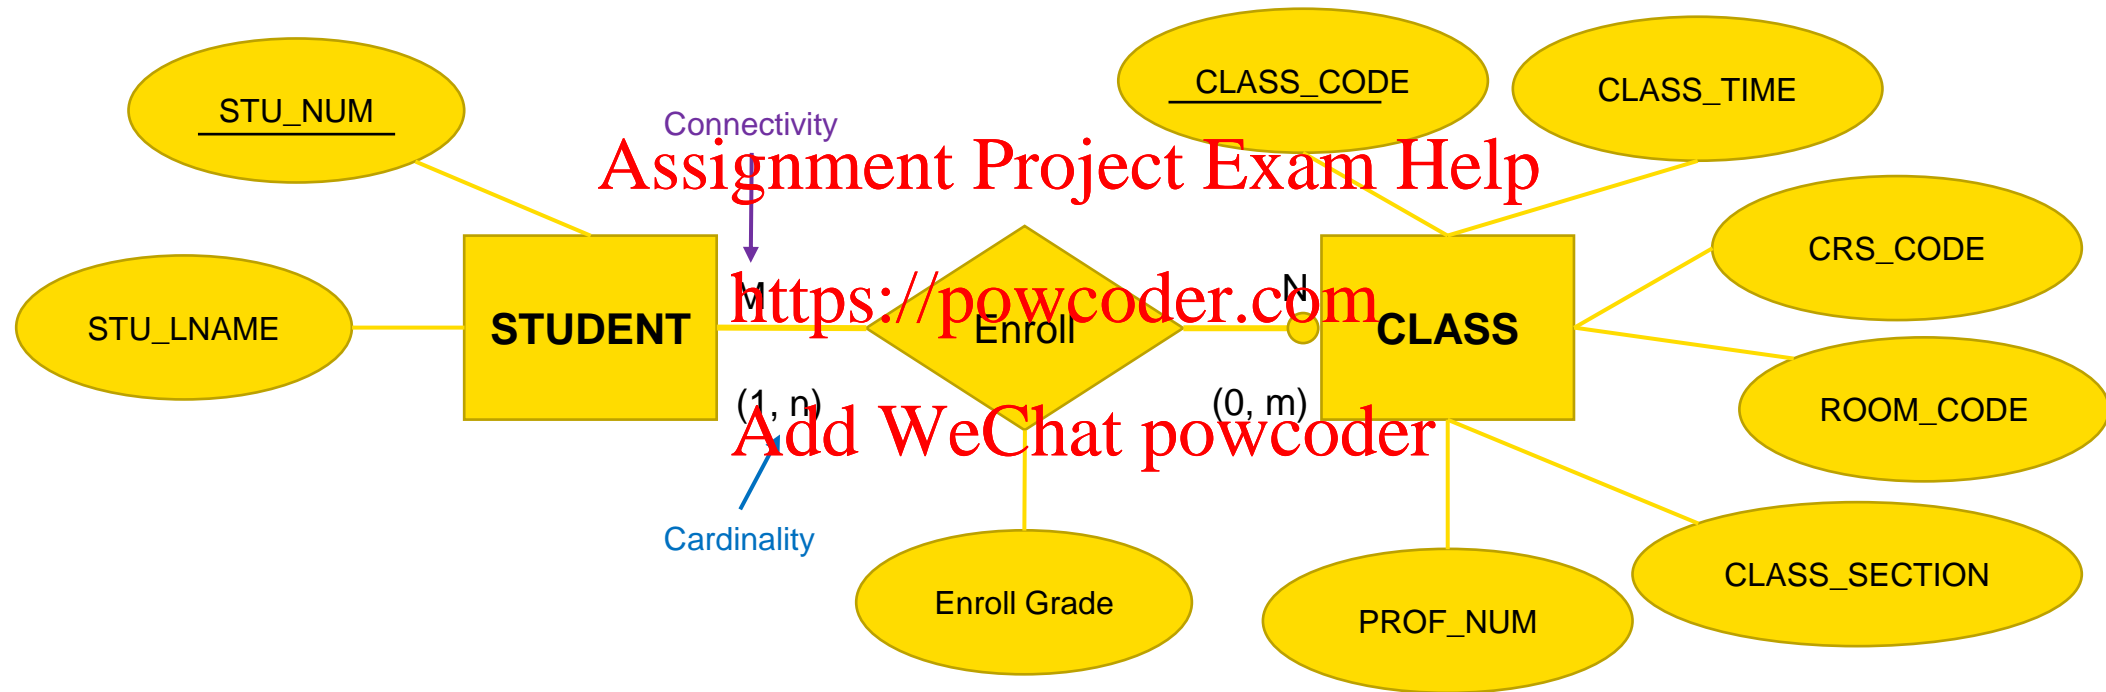 CLASS_CODE
CLASS_TIME
STU_NUM
Connectivity
Assignment Project Exam Help
CRS_CODE
M
https://powcoder.com
N
STU_LNAME
STUDENT
Enroll
CLASS
(1, n)
(0, m)
ROOM_CODE
Add WeChat powcoder
Cardinality
CLASS_SECTION
Enroll Grade
PROF_NUM